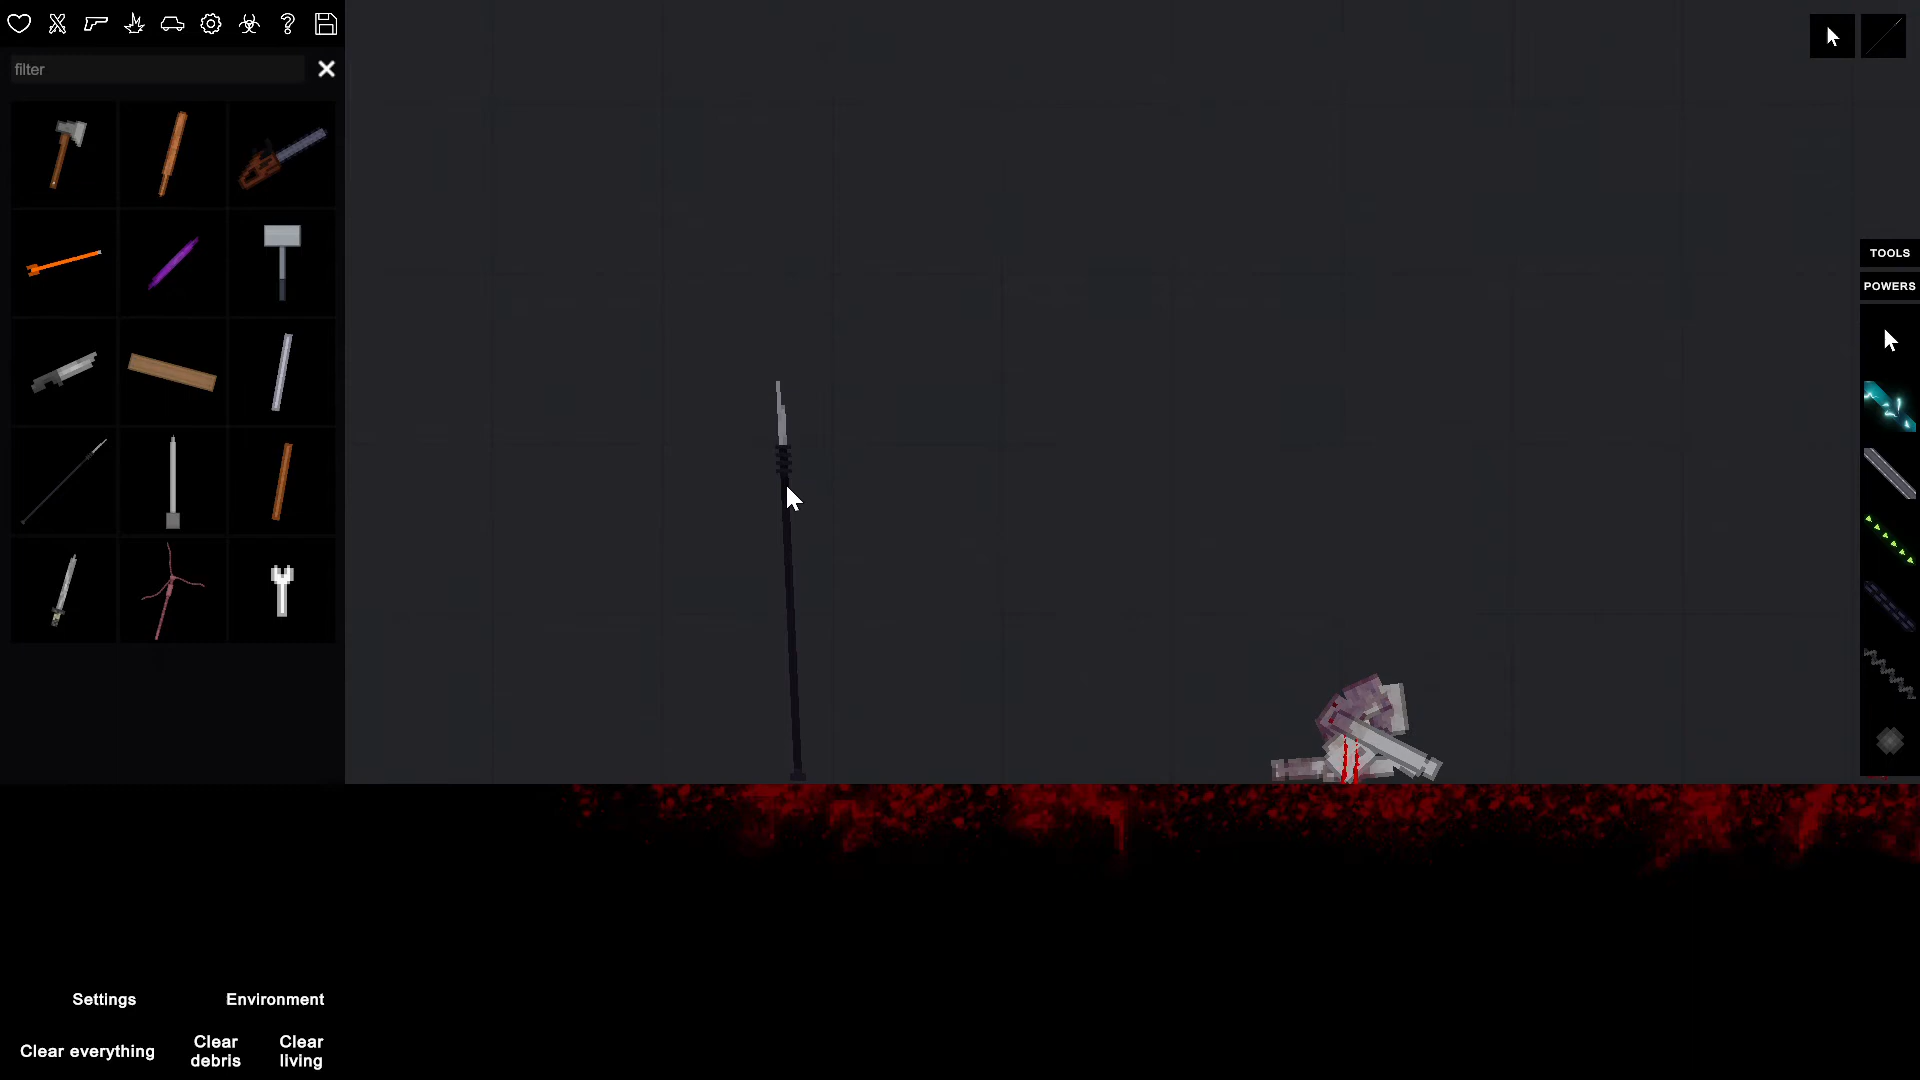 filter
TOOLS
POWERS
Settings
Environment
Clear everything
Clear
debris
Clear
living